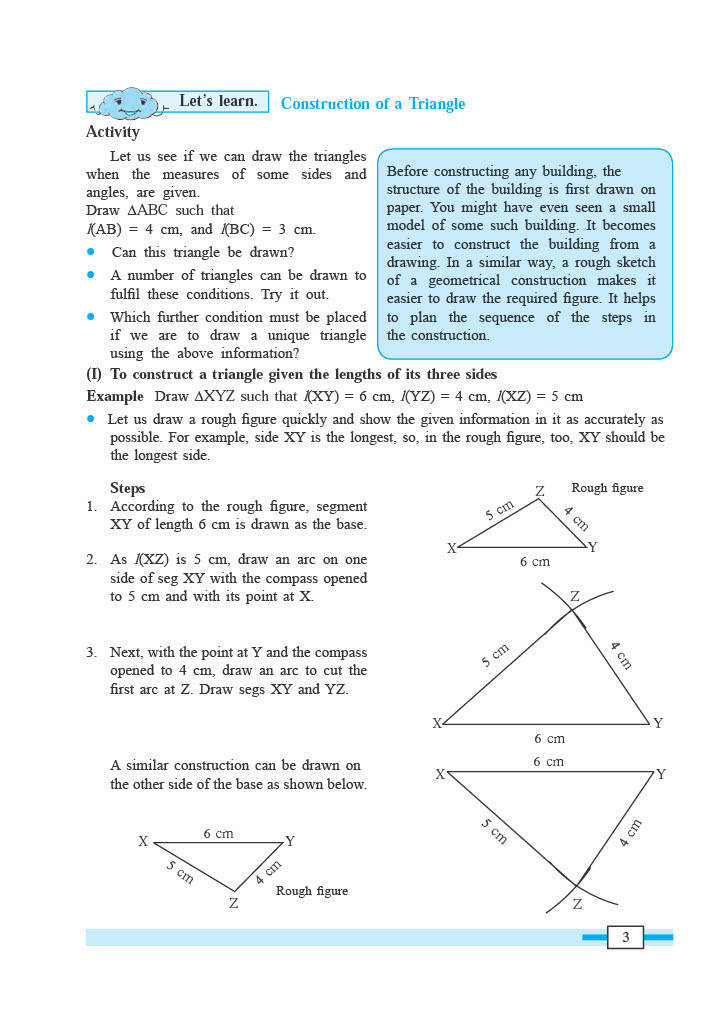 Let's learn. Construction of a Triangle
Activity
Let us see if we can draw the triangles
when the measures of some sides and
angles, are given.
Draw ΔABC such that
l(AB) = 4 cm, and l(BC) = 3 cm.
• Can this triangle be drawn?
• A number of triangles can be drawn to
fulfil these conditions. Try it out.
• Which further condition must be placed
if we are to draw a unique triangle
using the above information?
Before constructing any building, the
structure of the building is first drawn on
paper. You might have even seen a small
model of some such building. It becomes
easier to construct the building from a
drawing. In a similar way, a rough sketch
of a geometrical construction makes it
easier to draw the required figure. It helps
to plan the sequence of the steps in
the construction.
(I) To construct a triangle given the lengths of its three sides
Example Draw ΔXYZ such that l(XY) = 6 cm, l(YZ) = 4 cm, l(XZ) = 5 cm
• Let us draw a rough figure quickly and show the given information in it as accurately as
possible. For example, side XY is the longest, so, in the rough figure, too, XY should be
the longest side.
Steps
1. According to the rough figure, segment
XY of length 6 cm is drawn as the base.
2. As l(XZ) is 5 cm, draw an arc on one
side of seg XY with the compass opened
to 5 cm and with its point at X.
3. Next, with the point at Y and the compass
opened to 4 cm, draw an arc to cut the
first arc at Z. Draw segs XY and YZ.
A similar construction can be drawn on
the other side of the base as shown below.
Z Rough figure
5 cm 4 cm
X Y
6 cm
Z
5 cm 4 cm
X Y
6 cm
6 cm
X Y
5 cm 4 cm
Z
6 cm
X Y
5 cm 4 cm
Rough figure
Z
3